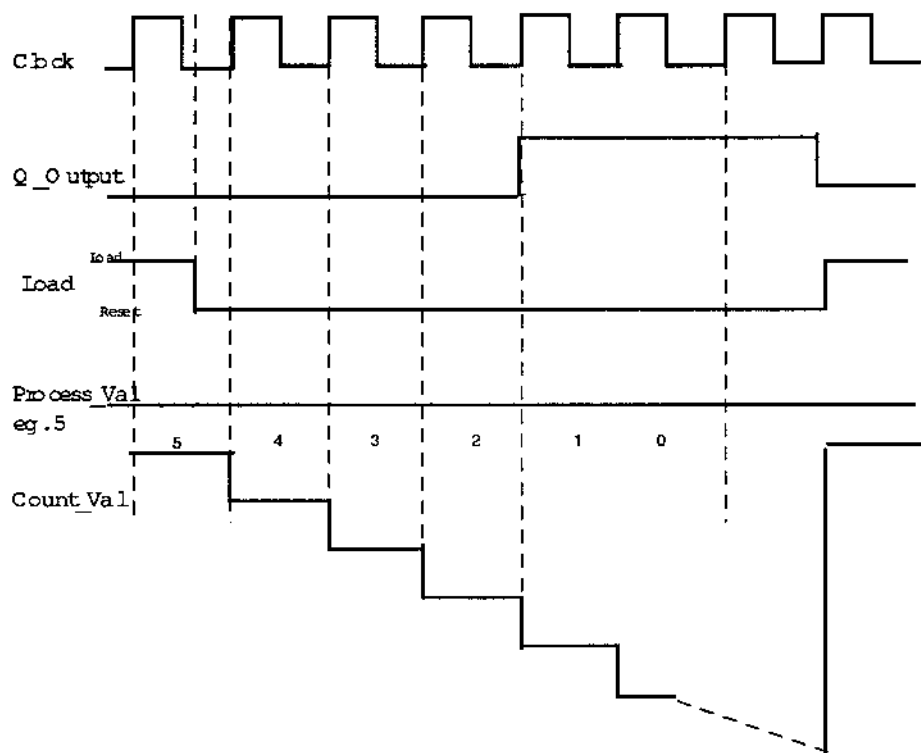 Clock
Q_Output
Load
Load
Reset
Process_Val
eg.5
5 4 3 2 1 0
Count_Val